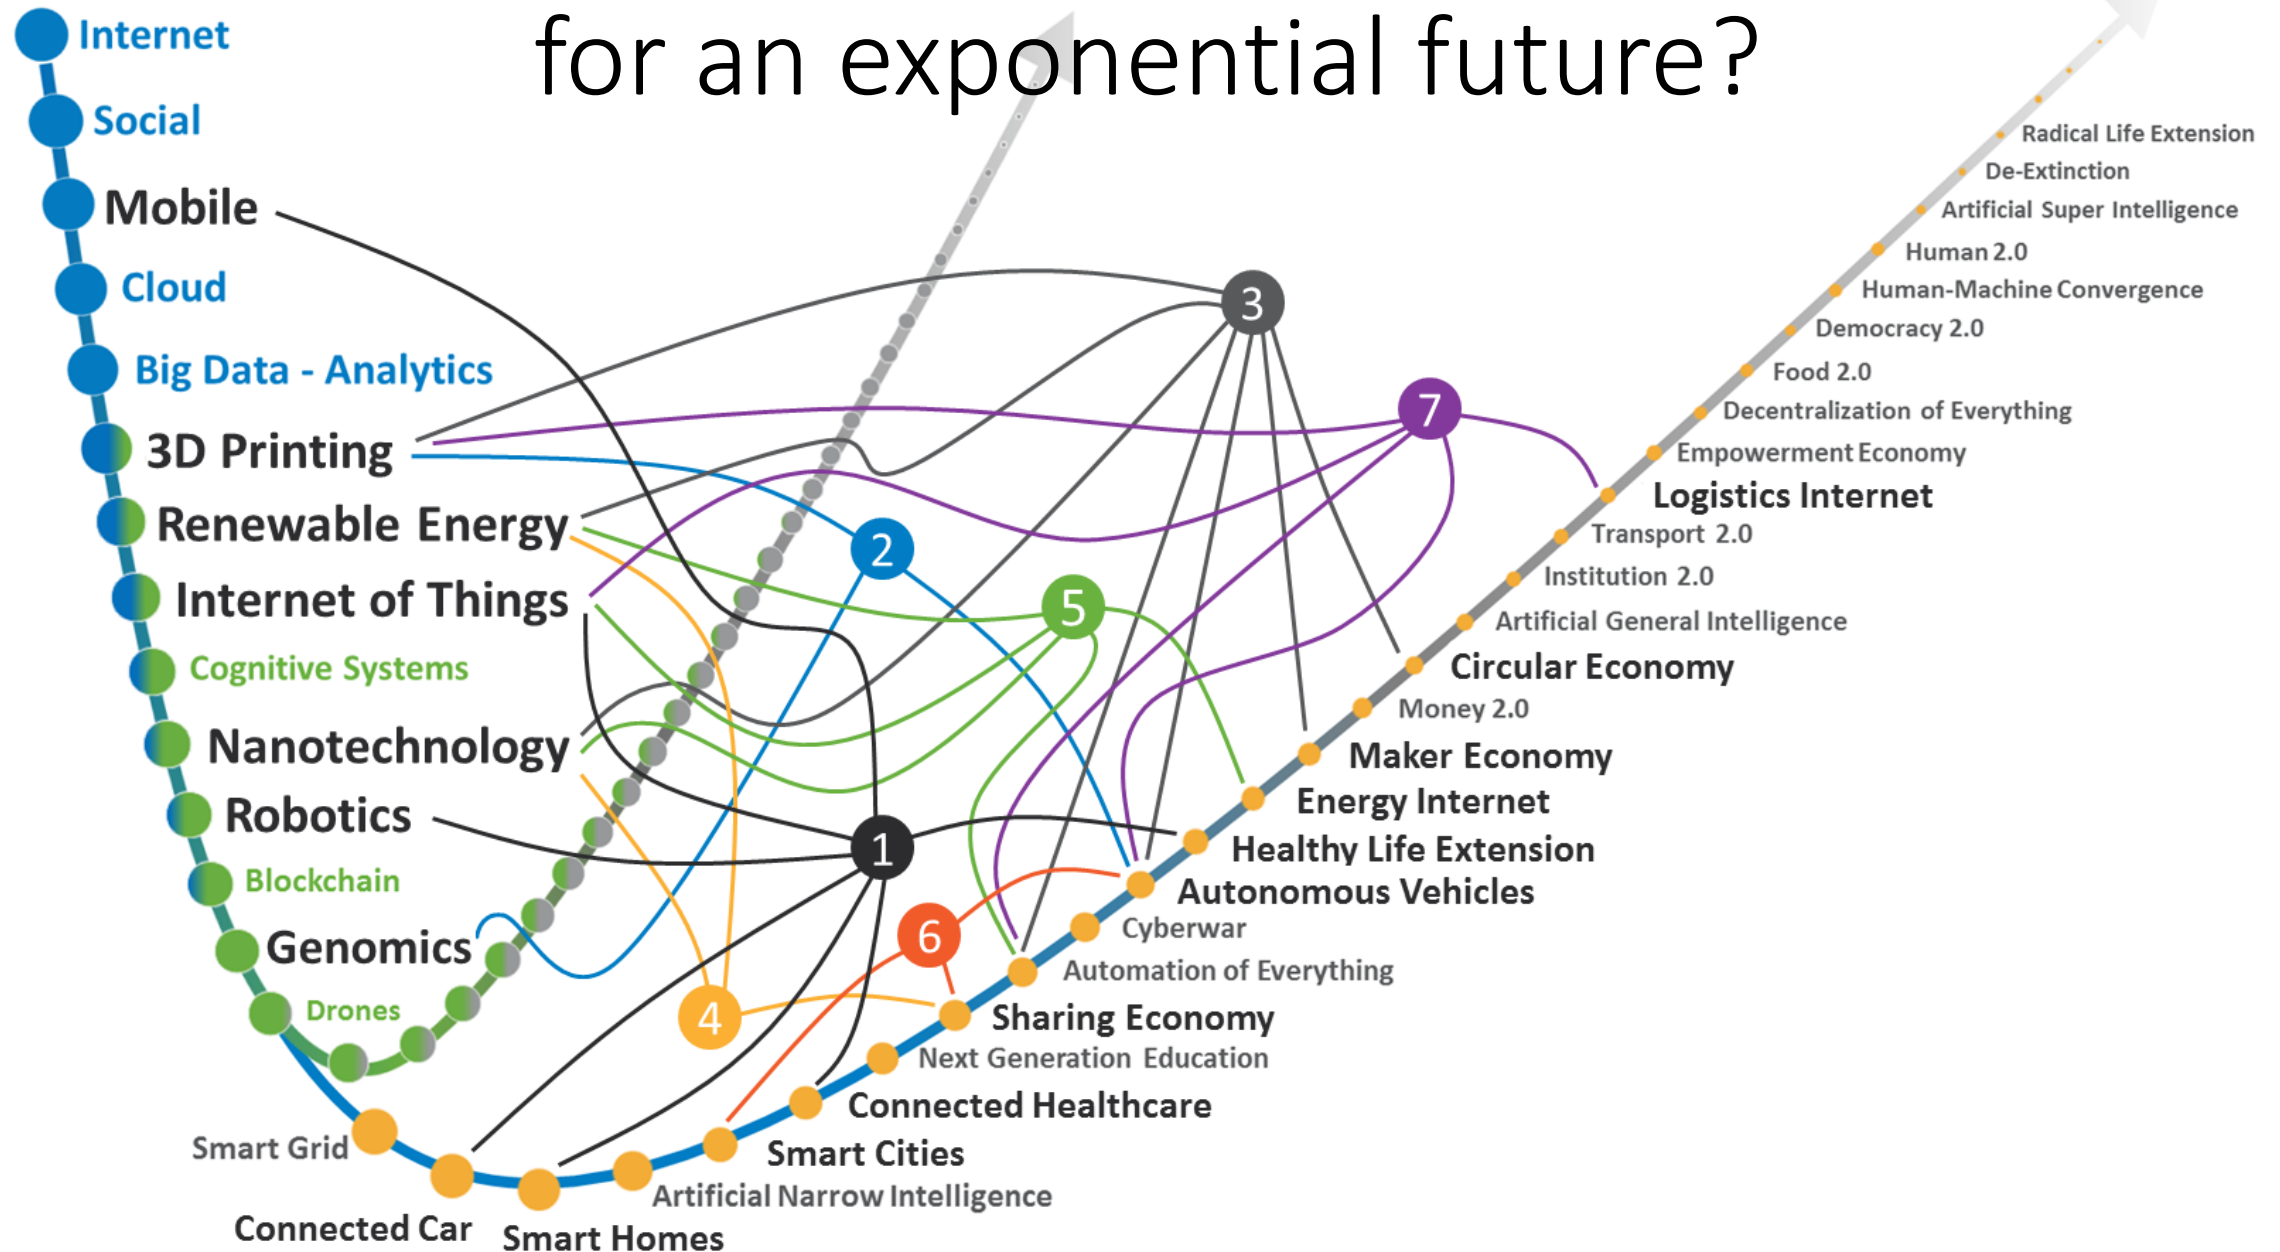 for an exponential future?
Internet
Social
Mobile
Cloud
Big Data - Analytics
3D Printing
Renewable Energy
Internet of Things
Cognitive Systems
Nanotechnology
Robotics
Blockchain
Genomics
Drones
Smart Grid
Connected Car
Smart Homes
Artificial Narrow Intelligence
Smart Cities
Connected Healthcare
Next Generation Education
Sharing Economy
Automation of Everything
Cyberwar
Autonomous Vehicles
Healthy Life Extension
Energy Internet
Maker Economy
Money 2.0
Circular Economy
Artificial General Intelligence
Institution 2.0
Transport 2.0
Logistics Internet
Empowerment Economy
Decentralization of Everything
Food 2.0
Democracy 2.0
Human-Machine Convergence
Human 2.0
Artificial Super Intelligence
De-Extinction
Radical Life Extension
1
2
3
4
5
6
7